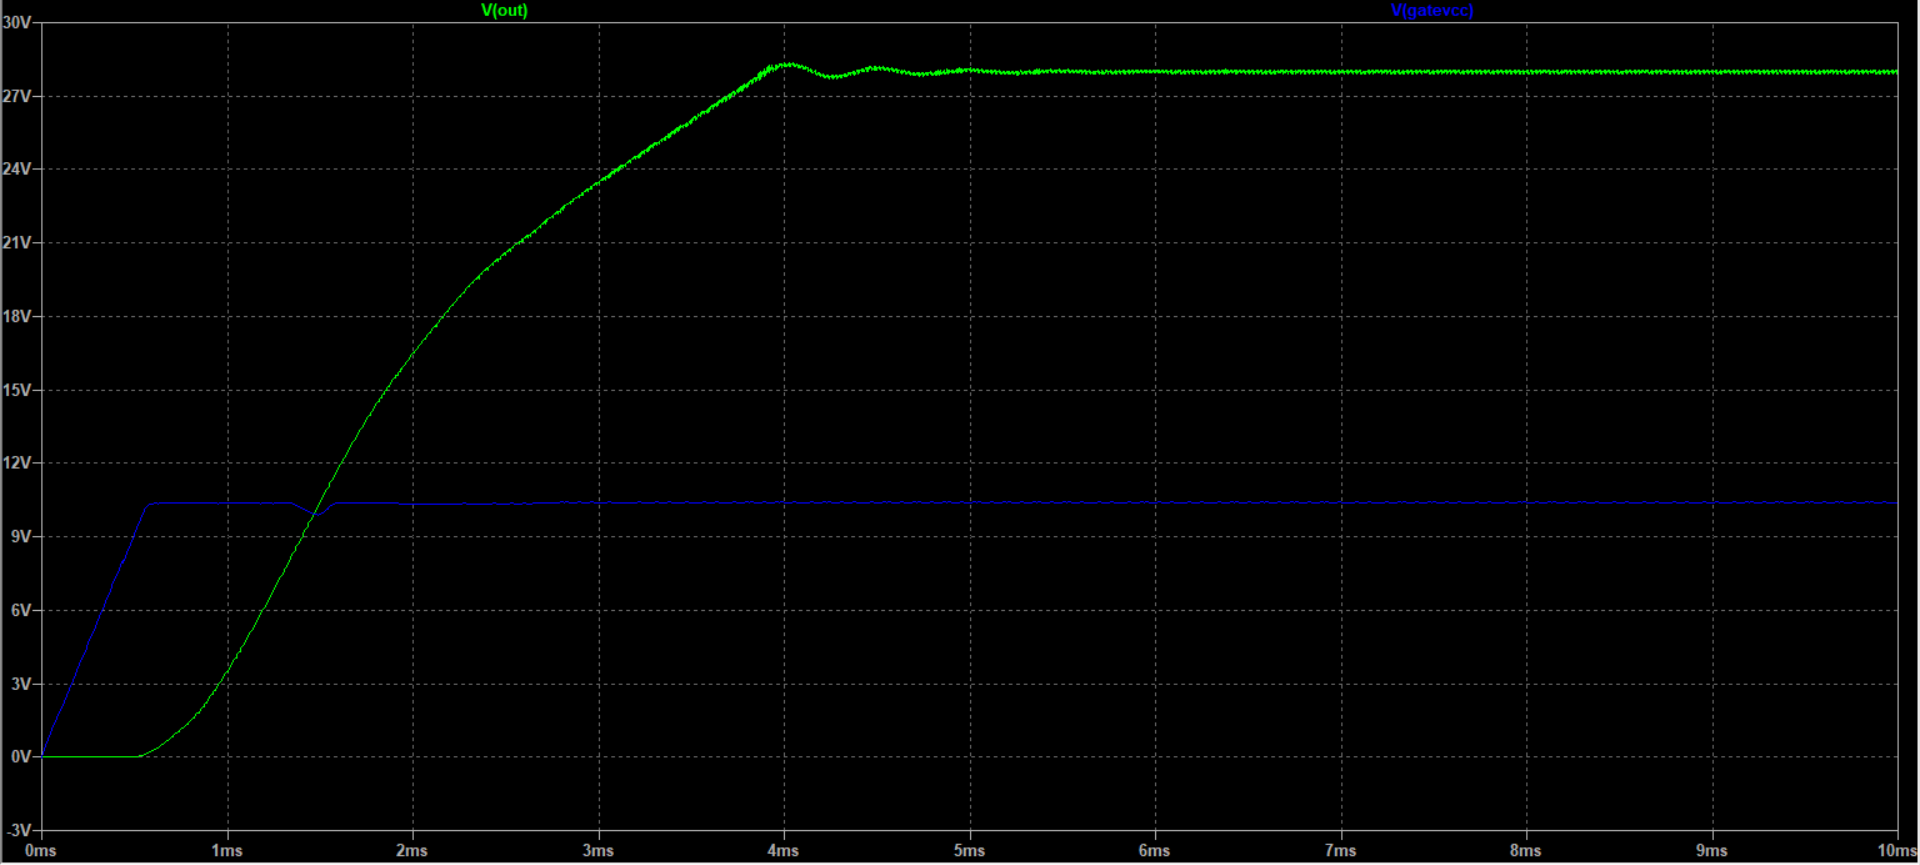 V(out) V(gatevcc)
30V
27V
24V
21V
18V
15V
12V
9V
6V
3V
0V
-3V
0ms 1ms 2ms 3ms 4ms 5ms 6ms 7ms 8ms 9ms 10ms